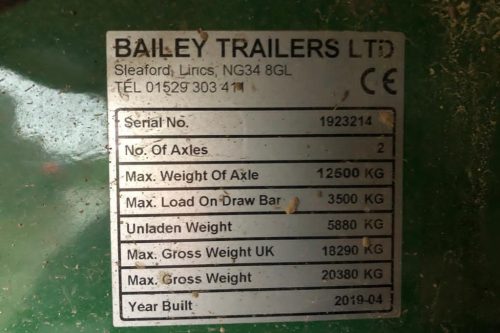 BAILEY TRAILERS LTD
Sleaford, Lincs, NG34 8GL
TEL 01529 303 411
CE
Serial No. 1923214
No. Of Axles 2
Max. Weight Of Axle 12500 KG
Max. Load On Draw Bar 3500 KG
Unladen Weight 5880 KG
Max. Gross Weight UK 18290 KG
Max. Gross Weight 20380 KG
Year Built 2019-04